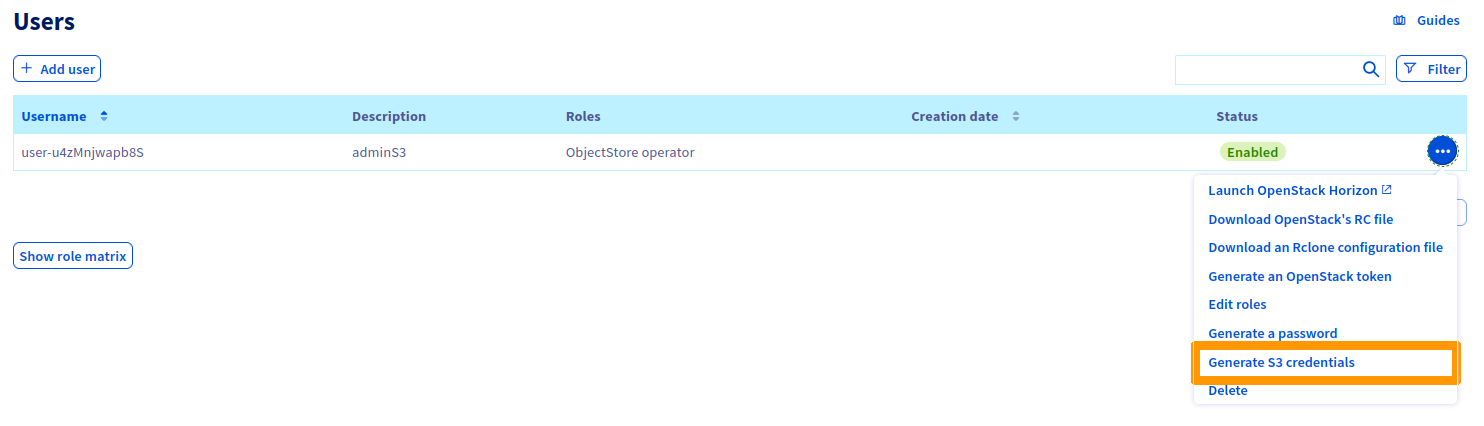 Users
Guides
Add user
Filter
Username Description Roles Creation date Status
user-u4zMnjwapb8S adminS3 ObjectStore operator Enabled
Launch OpenStack Horizon
Download OpenStack's RC file
Download an Rclone configuration file
Generate an OpenStack token
Edit roles
Generate a password
Generate S3 credentials
Delete
Show role matrix